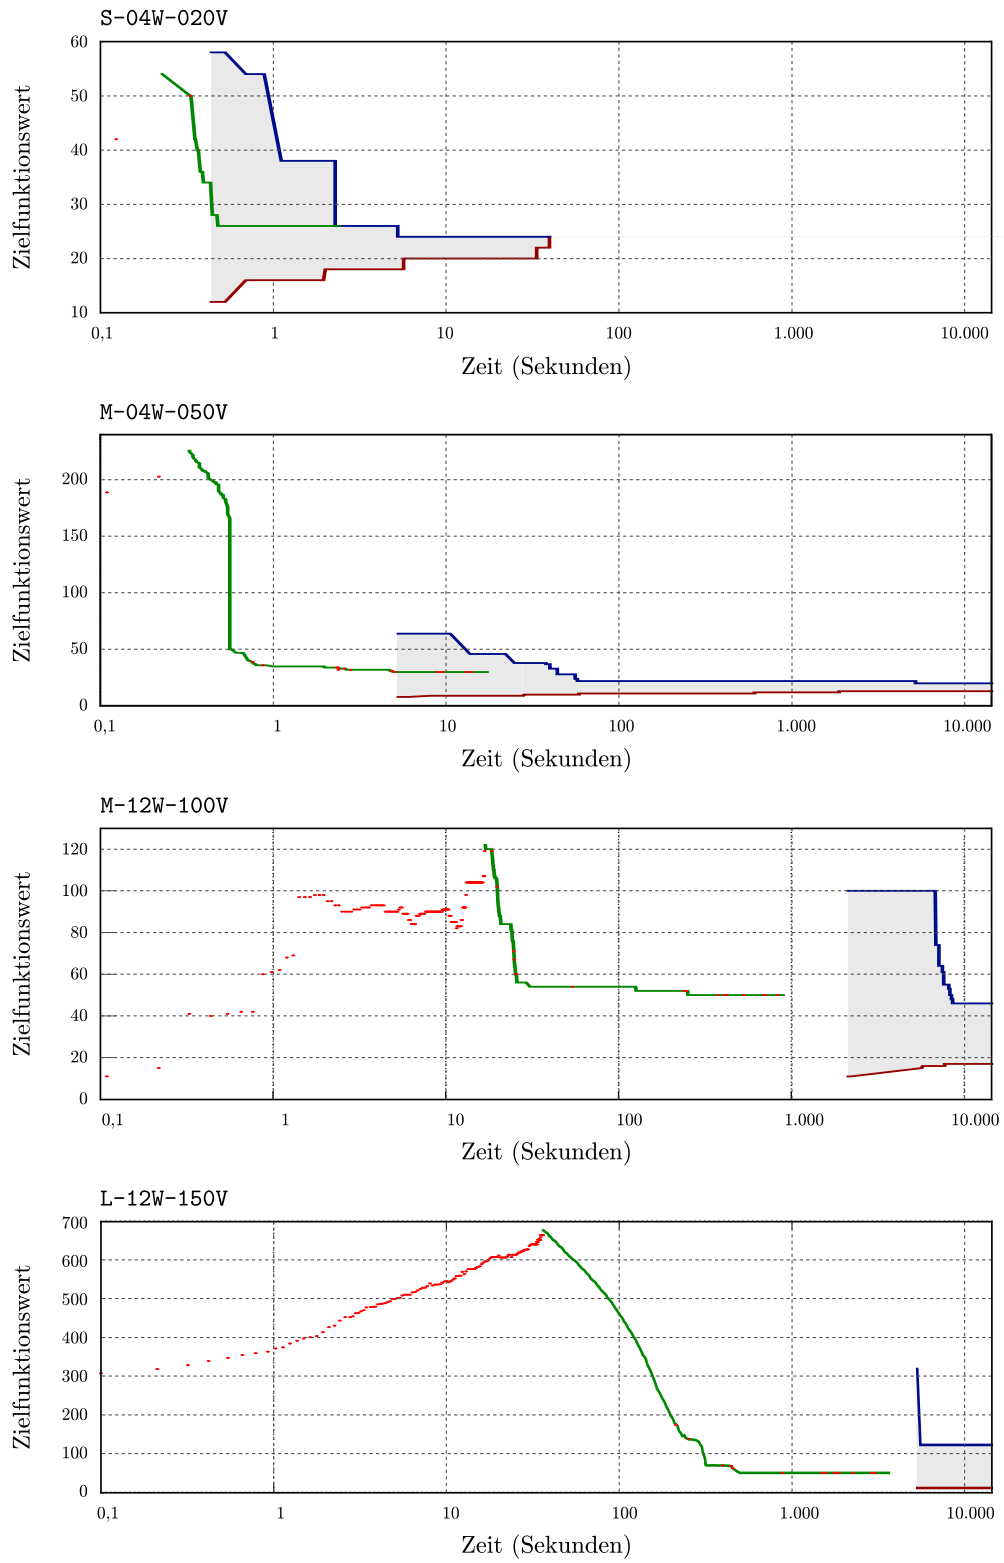 S-04W-020V
60
50
40
30
20
10
Zielfunktionswert
0,1 1 10 100 1.000 10.000
Zeit (Sekunden)
M-04W-050V
200
150
100
50
0
Zielfunktionswert
0,1 1 10 100 1.000 10.000
Zeit (Sekunden)
M-12W-100V
120
100
80
60
40
20
0
Zielfunktionswert
0,1 1 10 100 1.000 10.000
Zeit (Sekunden)
L-12W-150V
700
600
500
400
300
200
100
0
Zielfunktionswert
0,1 1 10 100 1.000 10.000
Zeit (Sekunden)